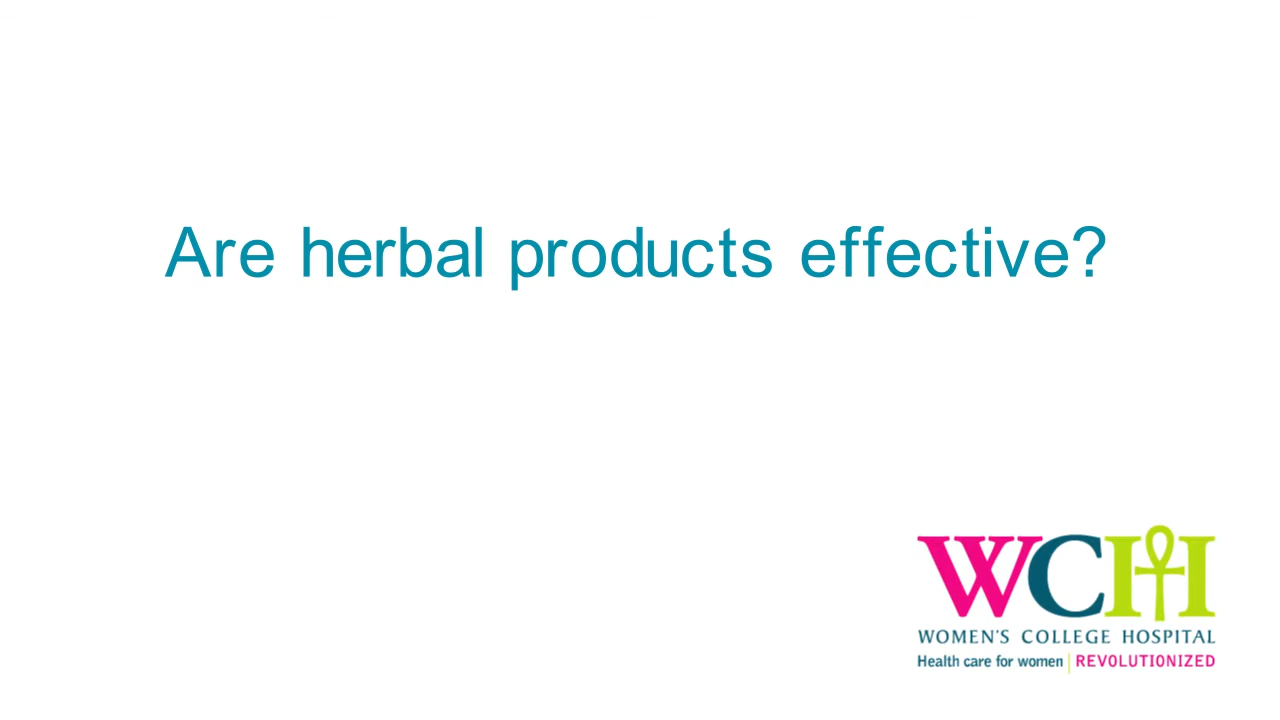 Are herbal products effective?
WCH
WOMEN'S COLLEGE HOSPITAL
Health care for women | REVOLUTIONIZED